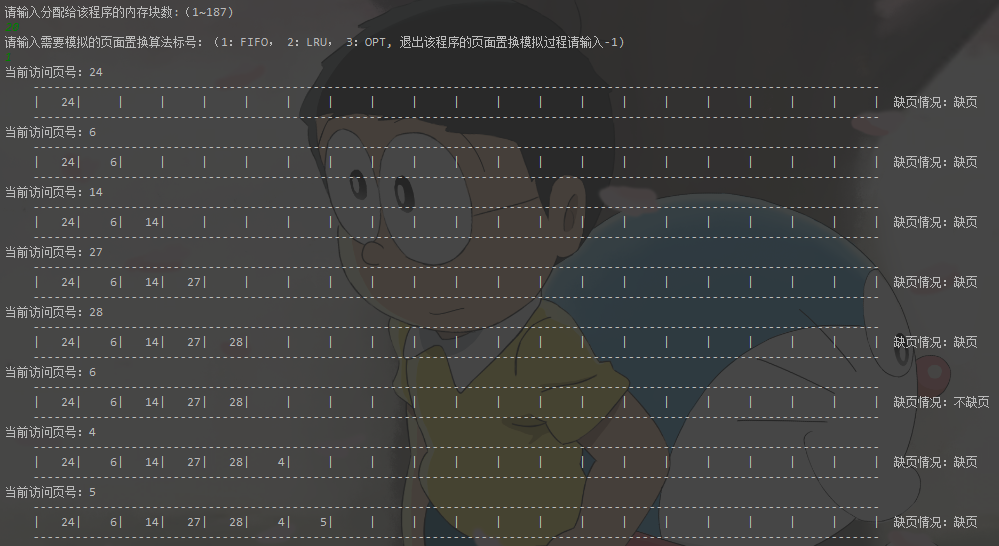 请输入分配给该程序的内存块数:（1~187）
20
请输入需要模拟的页面置换算法标号: （1: FIFO, 2: LRU, 3: OPT, 退出该程序的页面置换模拟过程请输入-1）
当前访问页号: 24
| 24| | | | | | | | | | | | | | | | | | | | 缺页情况: 缺页
当前访问页号: 6
| 24| 6| | | | | | | | | | | | | | | | | | | 缺页情况: 缺页
当前访问页号: 14
| 24| 6| 14| | | | | | | | | | | | | | | | | | 缺页情况: 缺页
当前访问页号: 27
| 24| 6| 14| 27| | | | | | | | | | | | | | | | | 缺页情况: 缺页
当前访问页号: 28
| 24| 6| 14| 27| 28| | | | | | | | | | | | | | | | 缺页情况: 缺页
当前访问页号: 6
| 24| 6| 14| 27| 28| | | | | | | | | | | | | | | | 缺页情况: 不缺页
当前访问页号: 4
| 24| 6| 14| 27| 28| 4| | | | | | | | | | | | | | | 缺页情况: 缺页
当前访问页号: 5
| 24| 6| 14| 27| 28| 4| 5| | | | | | | | | | | | | | 缺页情况: 缺页